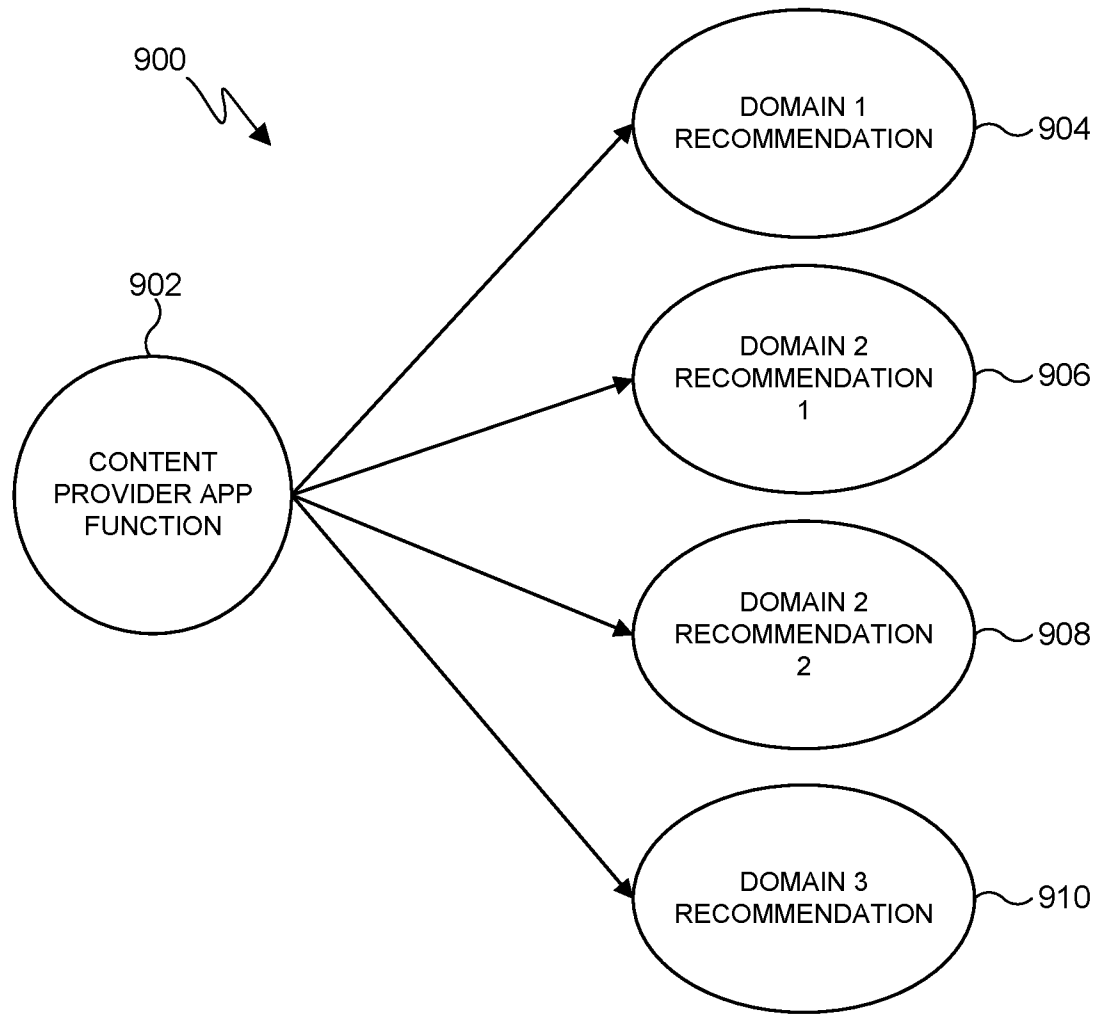 900
DOMAIN 1
RECOMMENDATION
904
902
DOMAIN 2
RECOMMENDATION
1
906
CONTENT
PROVIDER APP
FUNCTION
DOMAIN 2
RECOMMENDATION
2
908
DOMAIN 3
RECOMMENDATION
910